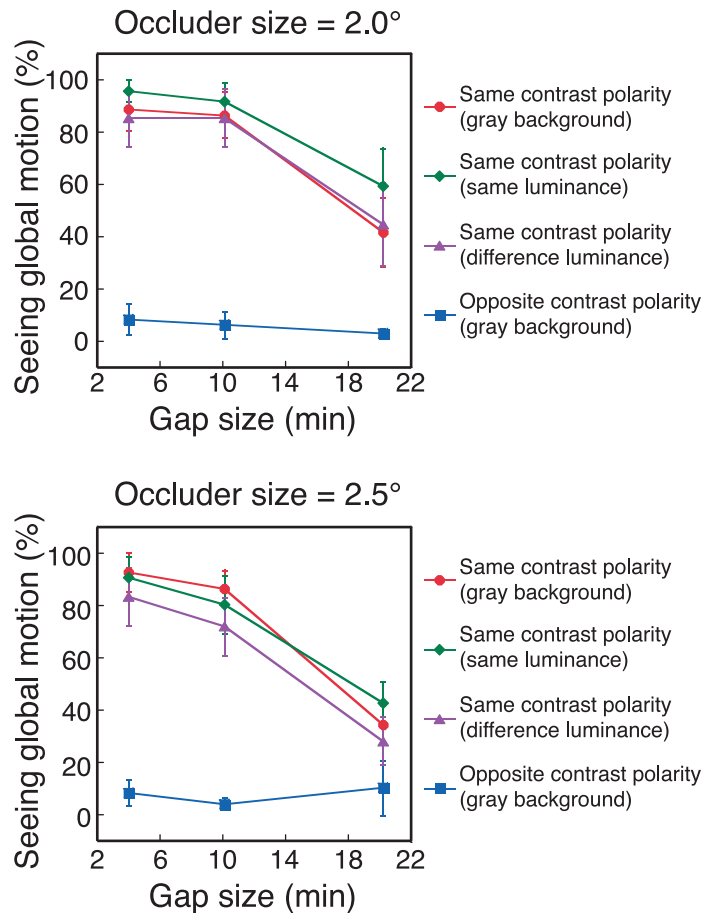 Occluder size = 2.0°
Seeing global motion (%)
100
80
60
40
20
0
2 6 10 14 18 22
Gap size (min)
Same contrast polarity
(gray background)
Same contrast polarity
(same luminance)
Same contrast polarity
(difference luminance)
Opposite contrast polarity
(gray background)
Occluder size = 2.5°
Seeing global motion (%)
100
80
60
40
20
0
2 6 10 14 18 22
Gap size (min)
Same contrast polarity
(gray background)
Same contrast polarity
(same luminance)
Same contrast polarity
(difference luminance)
Opposite contrast polarity
(gray background)